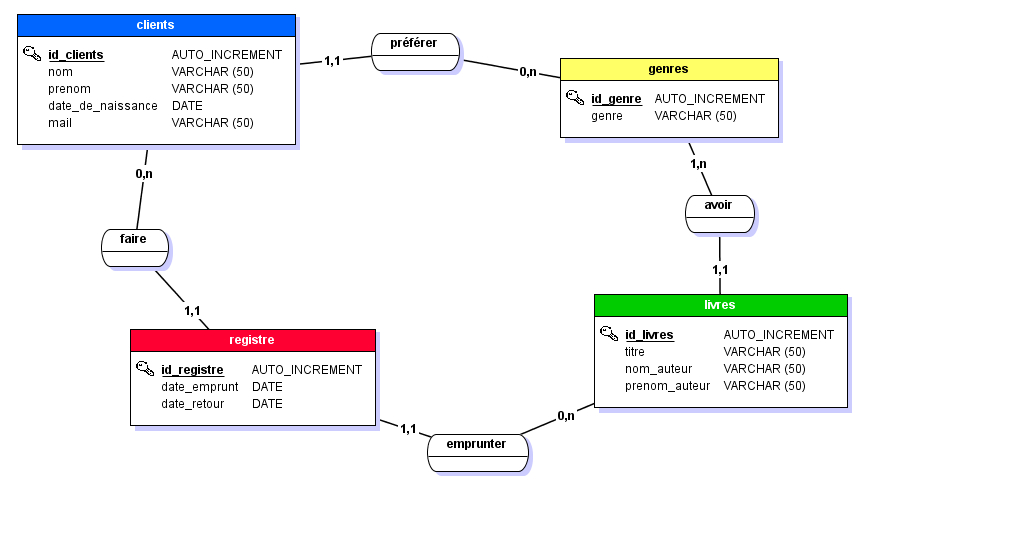 clients
id_clients AUTO_INCREMENT
nom VARCHAR (50)
prenom VARCHAR (50)
date_de_naissance DATE
mail VARCHAR (50)
1,1
préférer
0,n
genres
id_genre AUTO_INCREMENT
genre VARCHAR (50)
0,n
faire
1,1
1,n
avoir
1,1
registre
id_registre AUTO_INCREMENT
date_emprunt DATE
date_retour DATE
livres
id_livres AUTO_INCREMENT
titre VARCHAR (50)
nom_auteur VARCHAR (50)
prenom_auteur VARCHAR (50)
1,1
emprunter
0,n